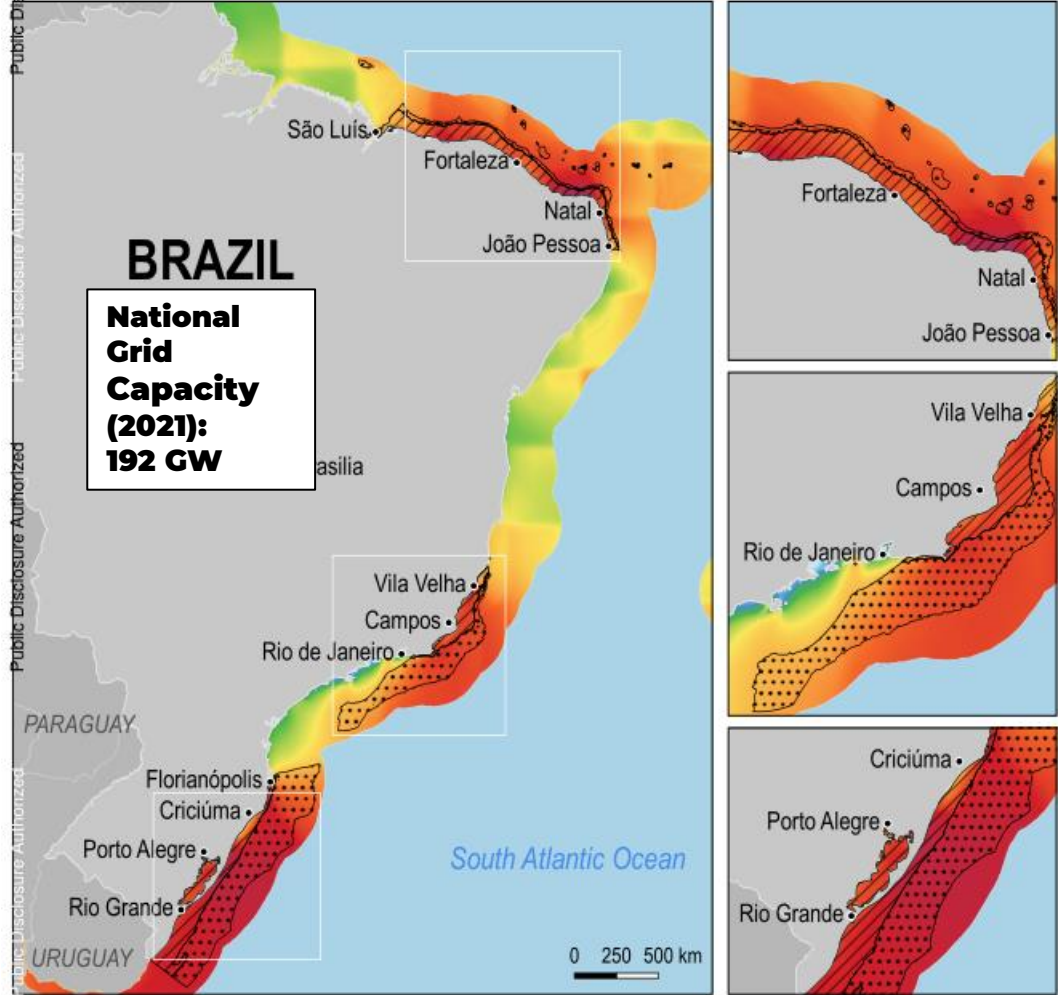 Public Dis
Public Disclosure Authorized
Public Disclosure Authorized
Public Disclosure Authorized
São Luís
Fortaleza
Natal
João Pessoa
BRAZIL
National
Grid
Capacity
(2021):
192 GW
asilia
Vila Velha
Campos
Rio de Janeiro
PARAGUAY
Florianópolis
Criciúma
Porto Alegre
Rio Grande
URUGUAY
South Atlantic Ocean
0 250 500 km
Fortaleza
Natal
João Pessoa
Vila Velha
Campos
Rio de Janeiro
Criciúma
Porto Alegre
Rio Grande